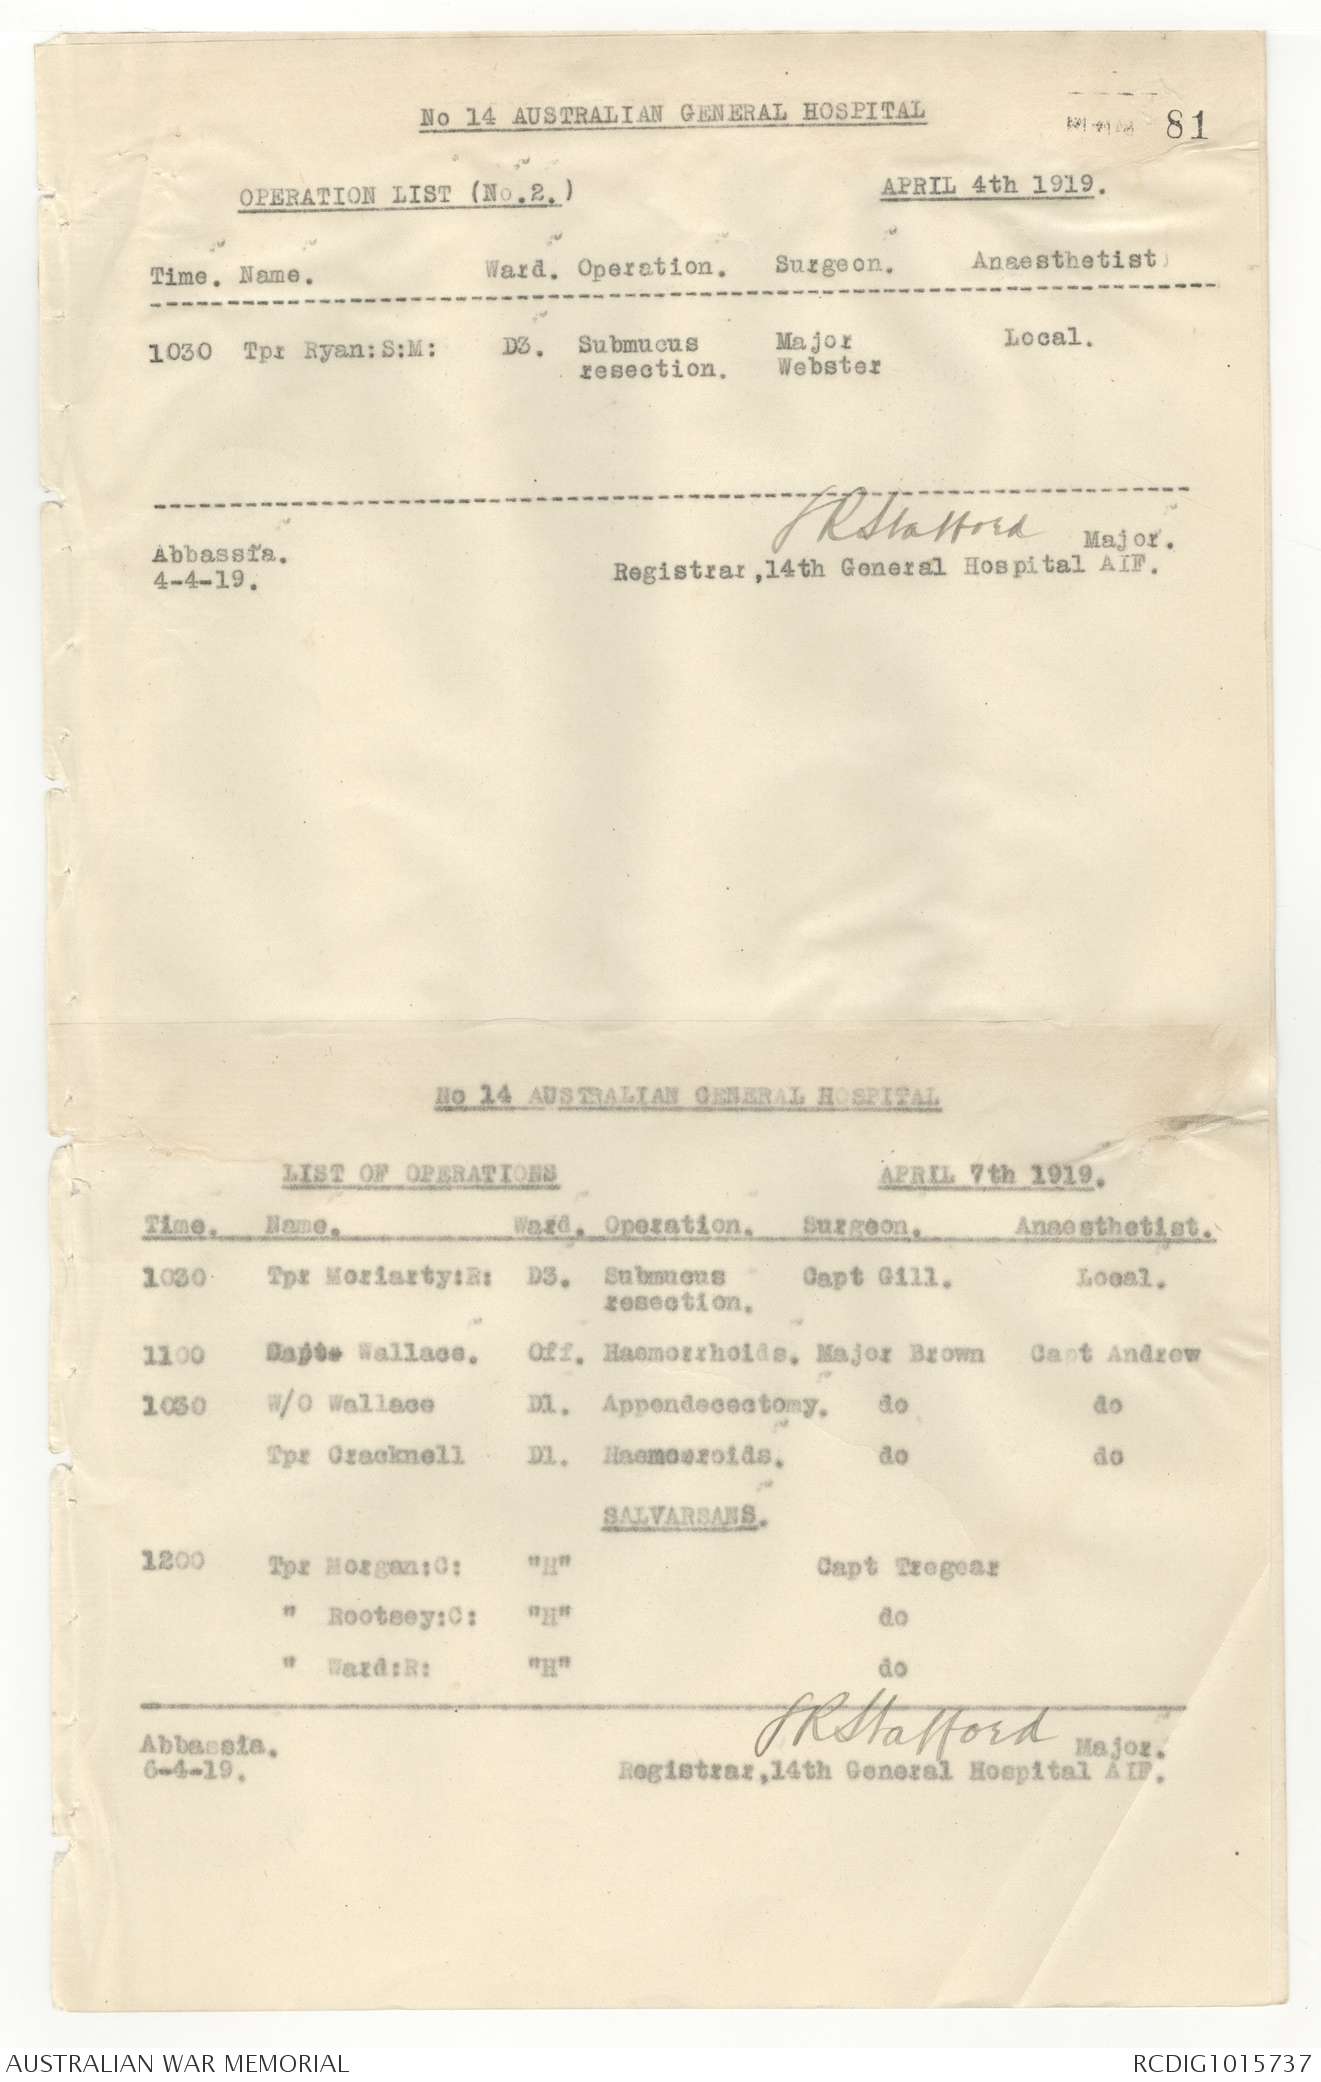 No 14 AUSTRALIAN GENERAL HOSPITAL
81
OPERATION LIST (No.2.) APRIL 4th 1919.
Time. Name. Ward. Operation. Surgeon. Anaesthetist
1030 Tpr Ryan:S:M: D3. Submucus Major Local.
resection. Webster
JRStafford Major.
Abbassia.
Registrar,14th General Hospital AIF.
4-4-19.
No 14 AUSTRALIAN GENERAL HOSPITAL
LIST OF OPERATIONS APRIL 7th 1919.
Time. Name. Ward. Operation. Surgeon. Anaesthetist.
1030 Tpr Moriarty:R: D3. Submucus Capt Gill. Local.
resection.
1100 Capt. Wallace. Off. Haemorrhoids. Major Brown Capt Andrew
1030 W/O Wallace D1. Appendecectomy. do do
Tpr Cracknell D1. Haemorroids. do do
SALVARSANS.
1200 Tpr Morgan:C: "H" Capt Tregear
" Rootsey:C: "H" do
" Ward:R: "H" do
JRStafford Major.
Abbassia.
6-4-19. Registrar,14th General Hospital AIF.
AUSTRALIAN WAR MEMORIAL RCDIG1015737